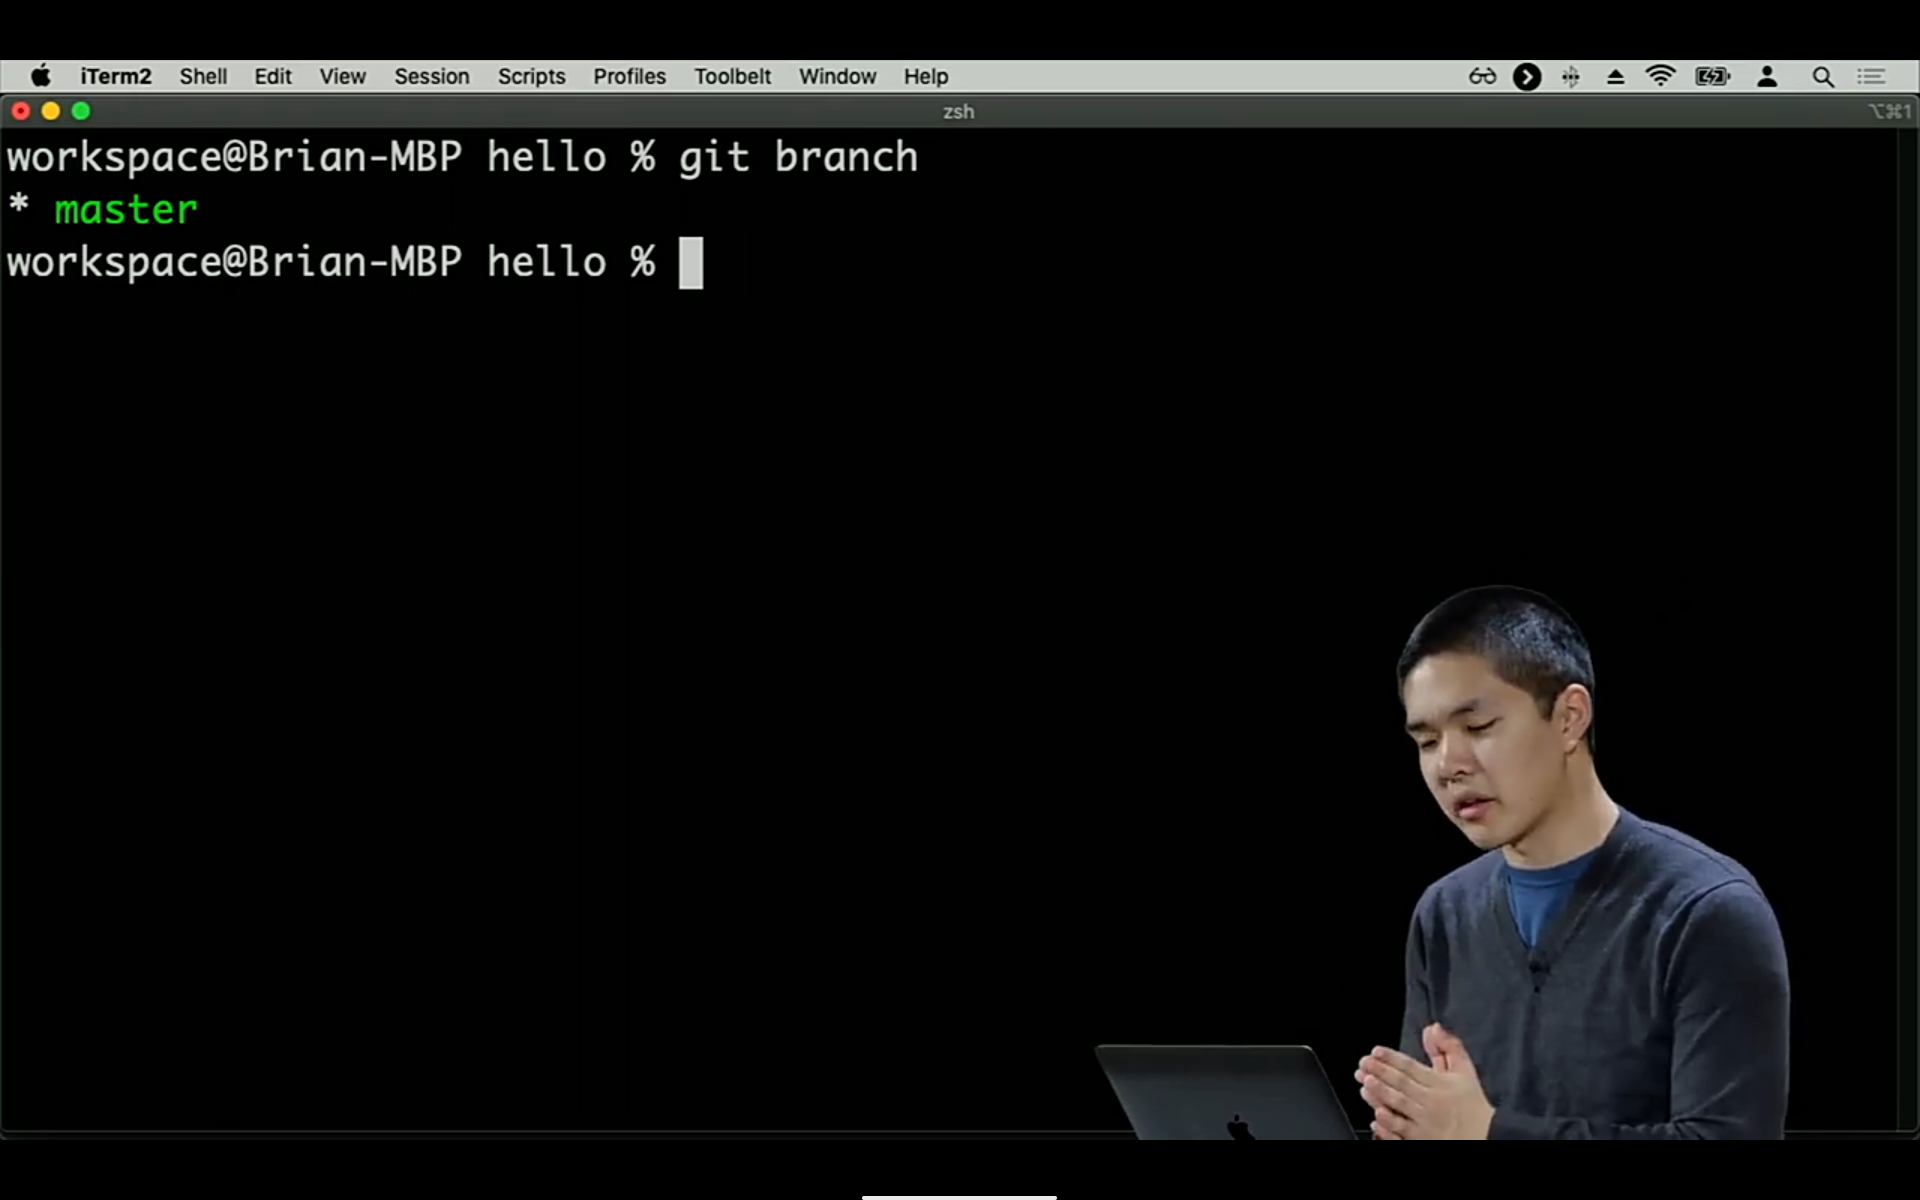 iTerm2 Shell Edit View Session Scripts Profiles Toolbelt Window Help
zsh ⌥⌘1
workspace@Brian-MBP hello % git branch
* master
workspace@Brian-MBP hello %